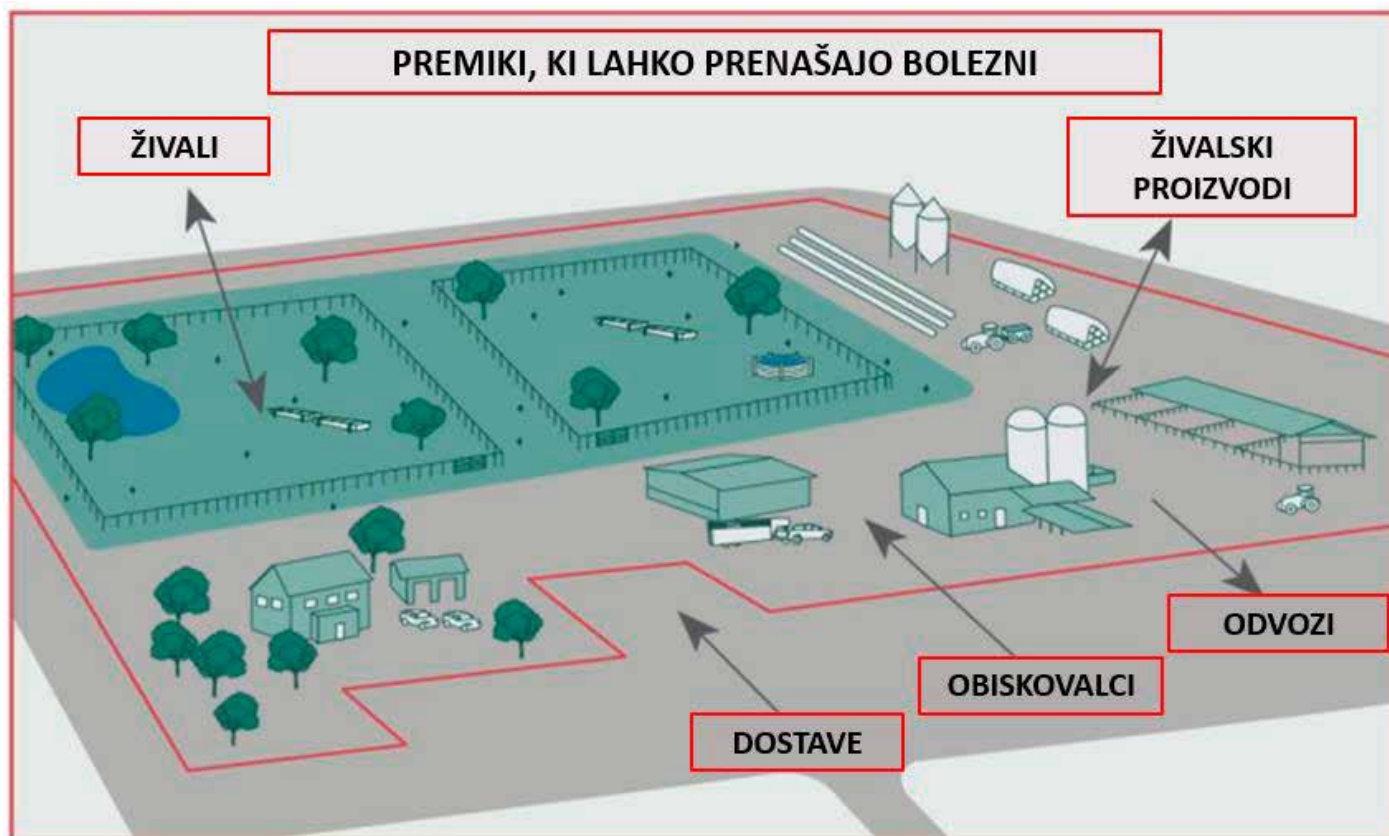 PREMIKI, KI LAHKO PRENAŠAJO BOLEZNI
ŽIVALI
ŽIVALSKI
PROIZVODI
ODVOZI
OBISKOVALCI
DOSTAVE